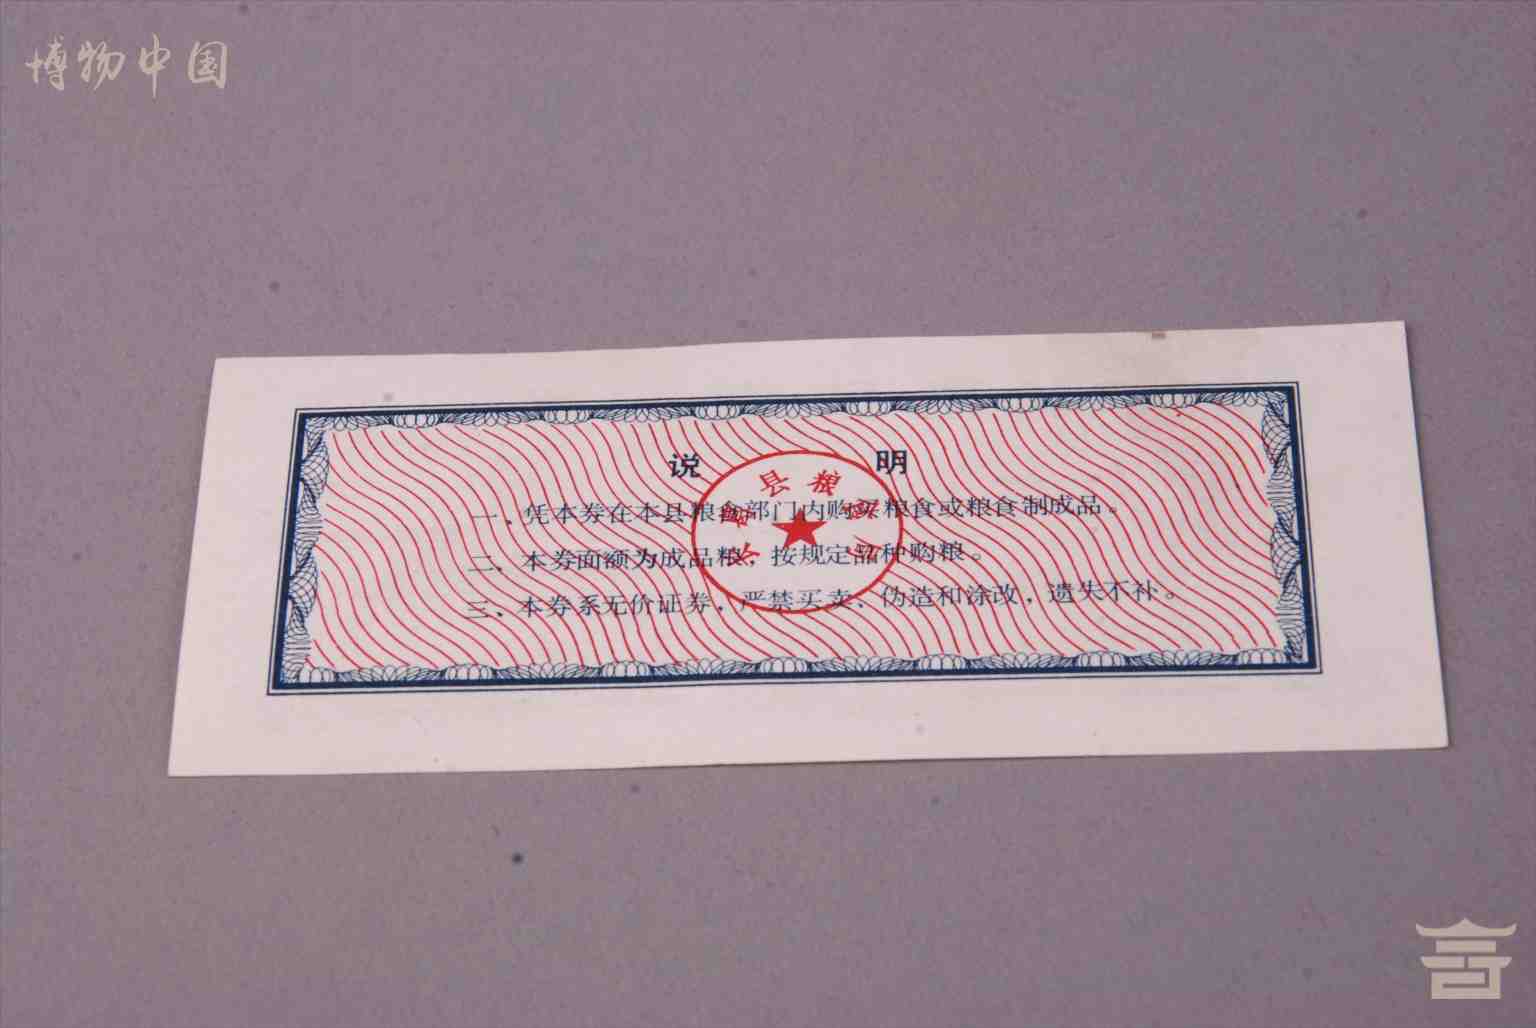 博物中国
说明
一、凭本券在本县粮食部门内购买粮食或粮食制成品。
二、本券面额为成品粮，按规定品种购粮。
三、本券系无价证券，严禁买卖、伪造和涂改，遗失不补。
县粮